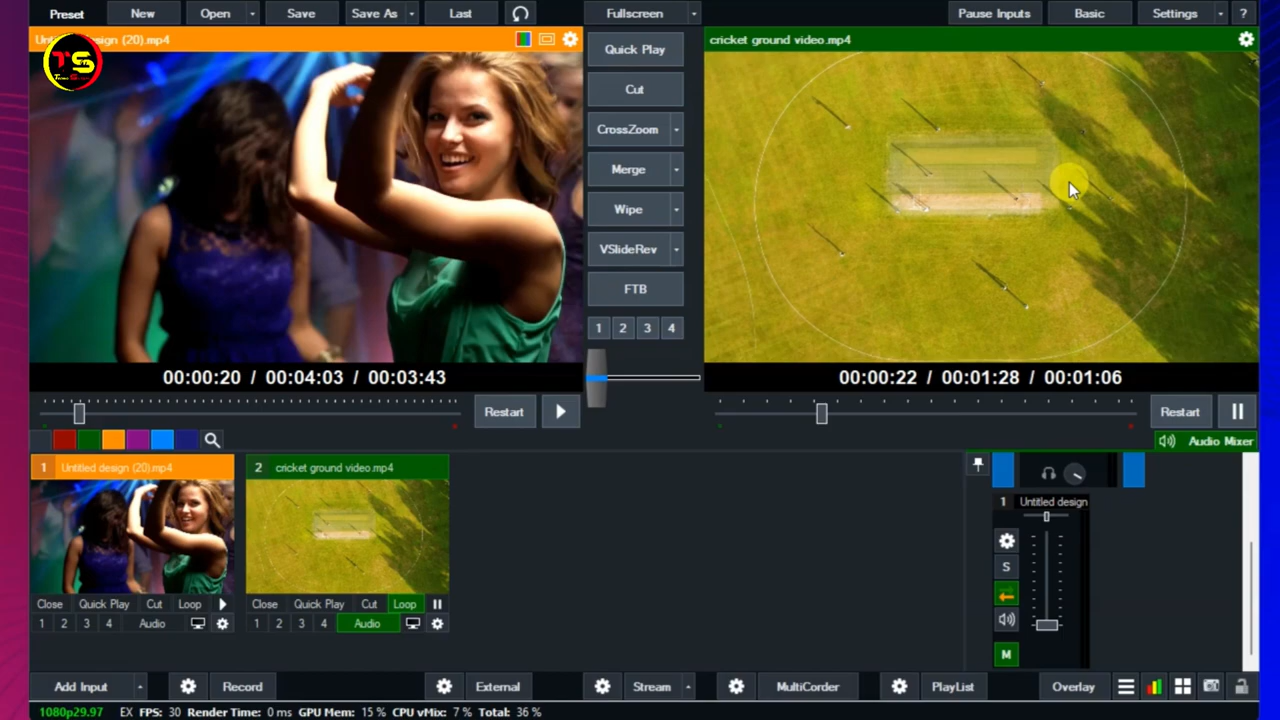 Preset New Open Save Save As Last Fullscreen Pause Inputs Basic Settings ?
Untitled design (20).mp4
TS
cricket ground video.mp4
Quick Play
Cut
CrossZoom
Merge
Wipe
VSlideRev
FTB
1 2 3 4
00:00:20 / 00:04:03 / 00:03:43
00:00:22 / 00:01:28 / 00:01:06
Restart
Restart
Audio Mixer
1 Untitled design (20).mp4
2 cricket ground video.mp4
1 Untitled design
S
M
Close Quick Play Cut Loop
Close Quick Play Cut Loop
1 2 3 4 Audio
1 2 3 4 Audio
Add Input Record External Stream MultiCorder PlayList Overlay
1080p29.97 EX FPS: 30 Render Time: 0 ms GPU Mem: 15 % CPU vMix: 7 % Total: 36 %